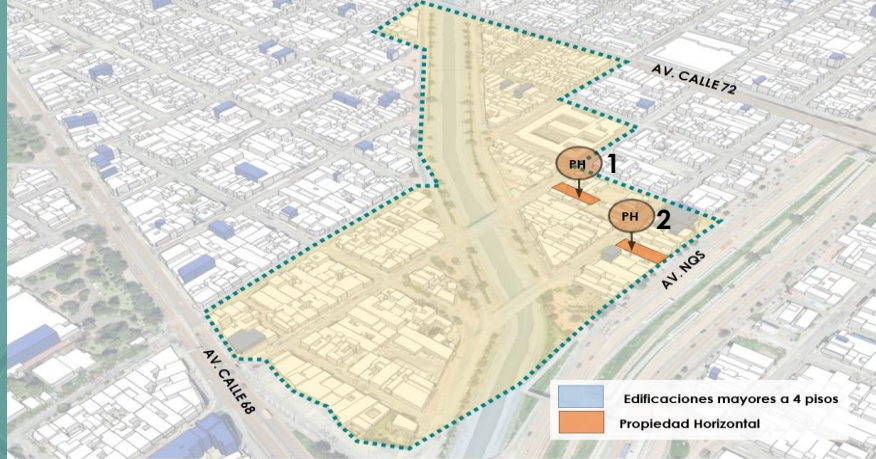 AV. CALLE 72
PH 1
PH 2
AV. NQS
AV. CALLE 68
Edificaciones mayores a 4 pisos
Propiedad Horizontal